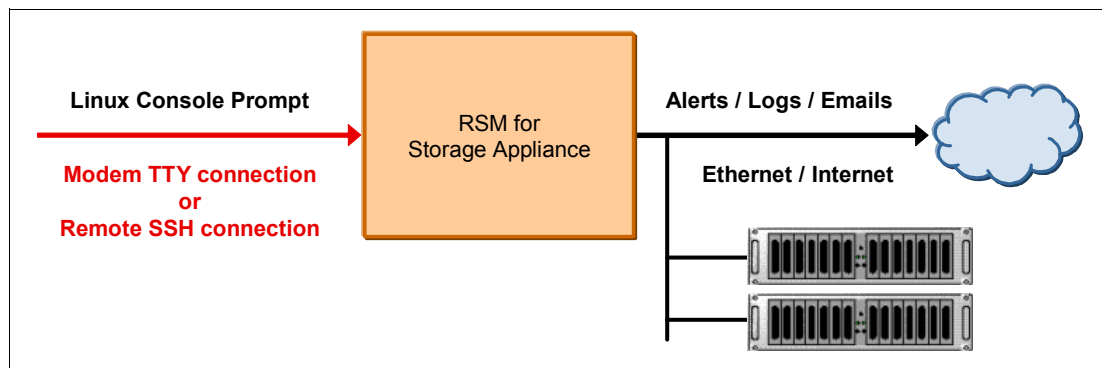 Linux Console Prompt
Modem TTY connection
or
Remote SSH connection
RSM for
Storage Appliance
Alerts / Logs / Emails
Ethernet / Internet